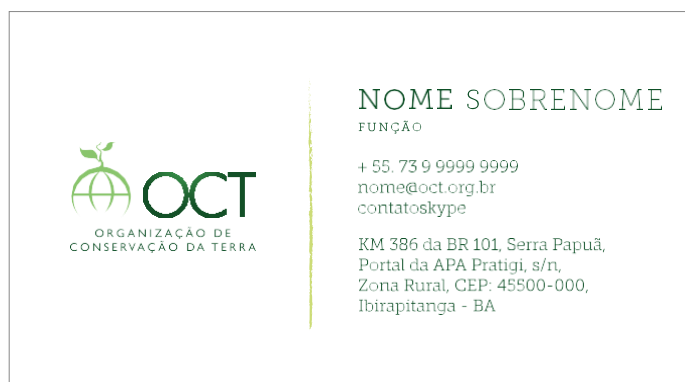 OCT
ORGANIZAÇÃO DE
CONSERVAÇÃO DA TERRA
NOME SOBRENOME
FUNÇÃO
+ 55. 73 9 9999 9999
nome@oct.org.br
contatoskype
KM 386 da BR 101, Serra Papuã,
Portal da APA Pratigi, s/n,
Zona Rural, CEP: 45500-000,
Ibirapitanga - BA